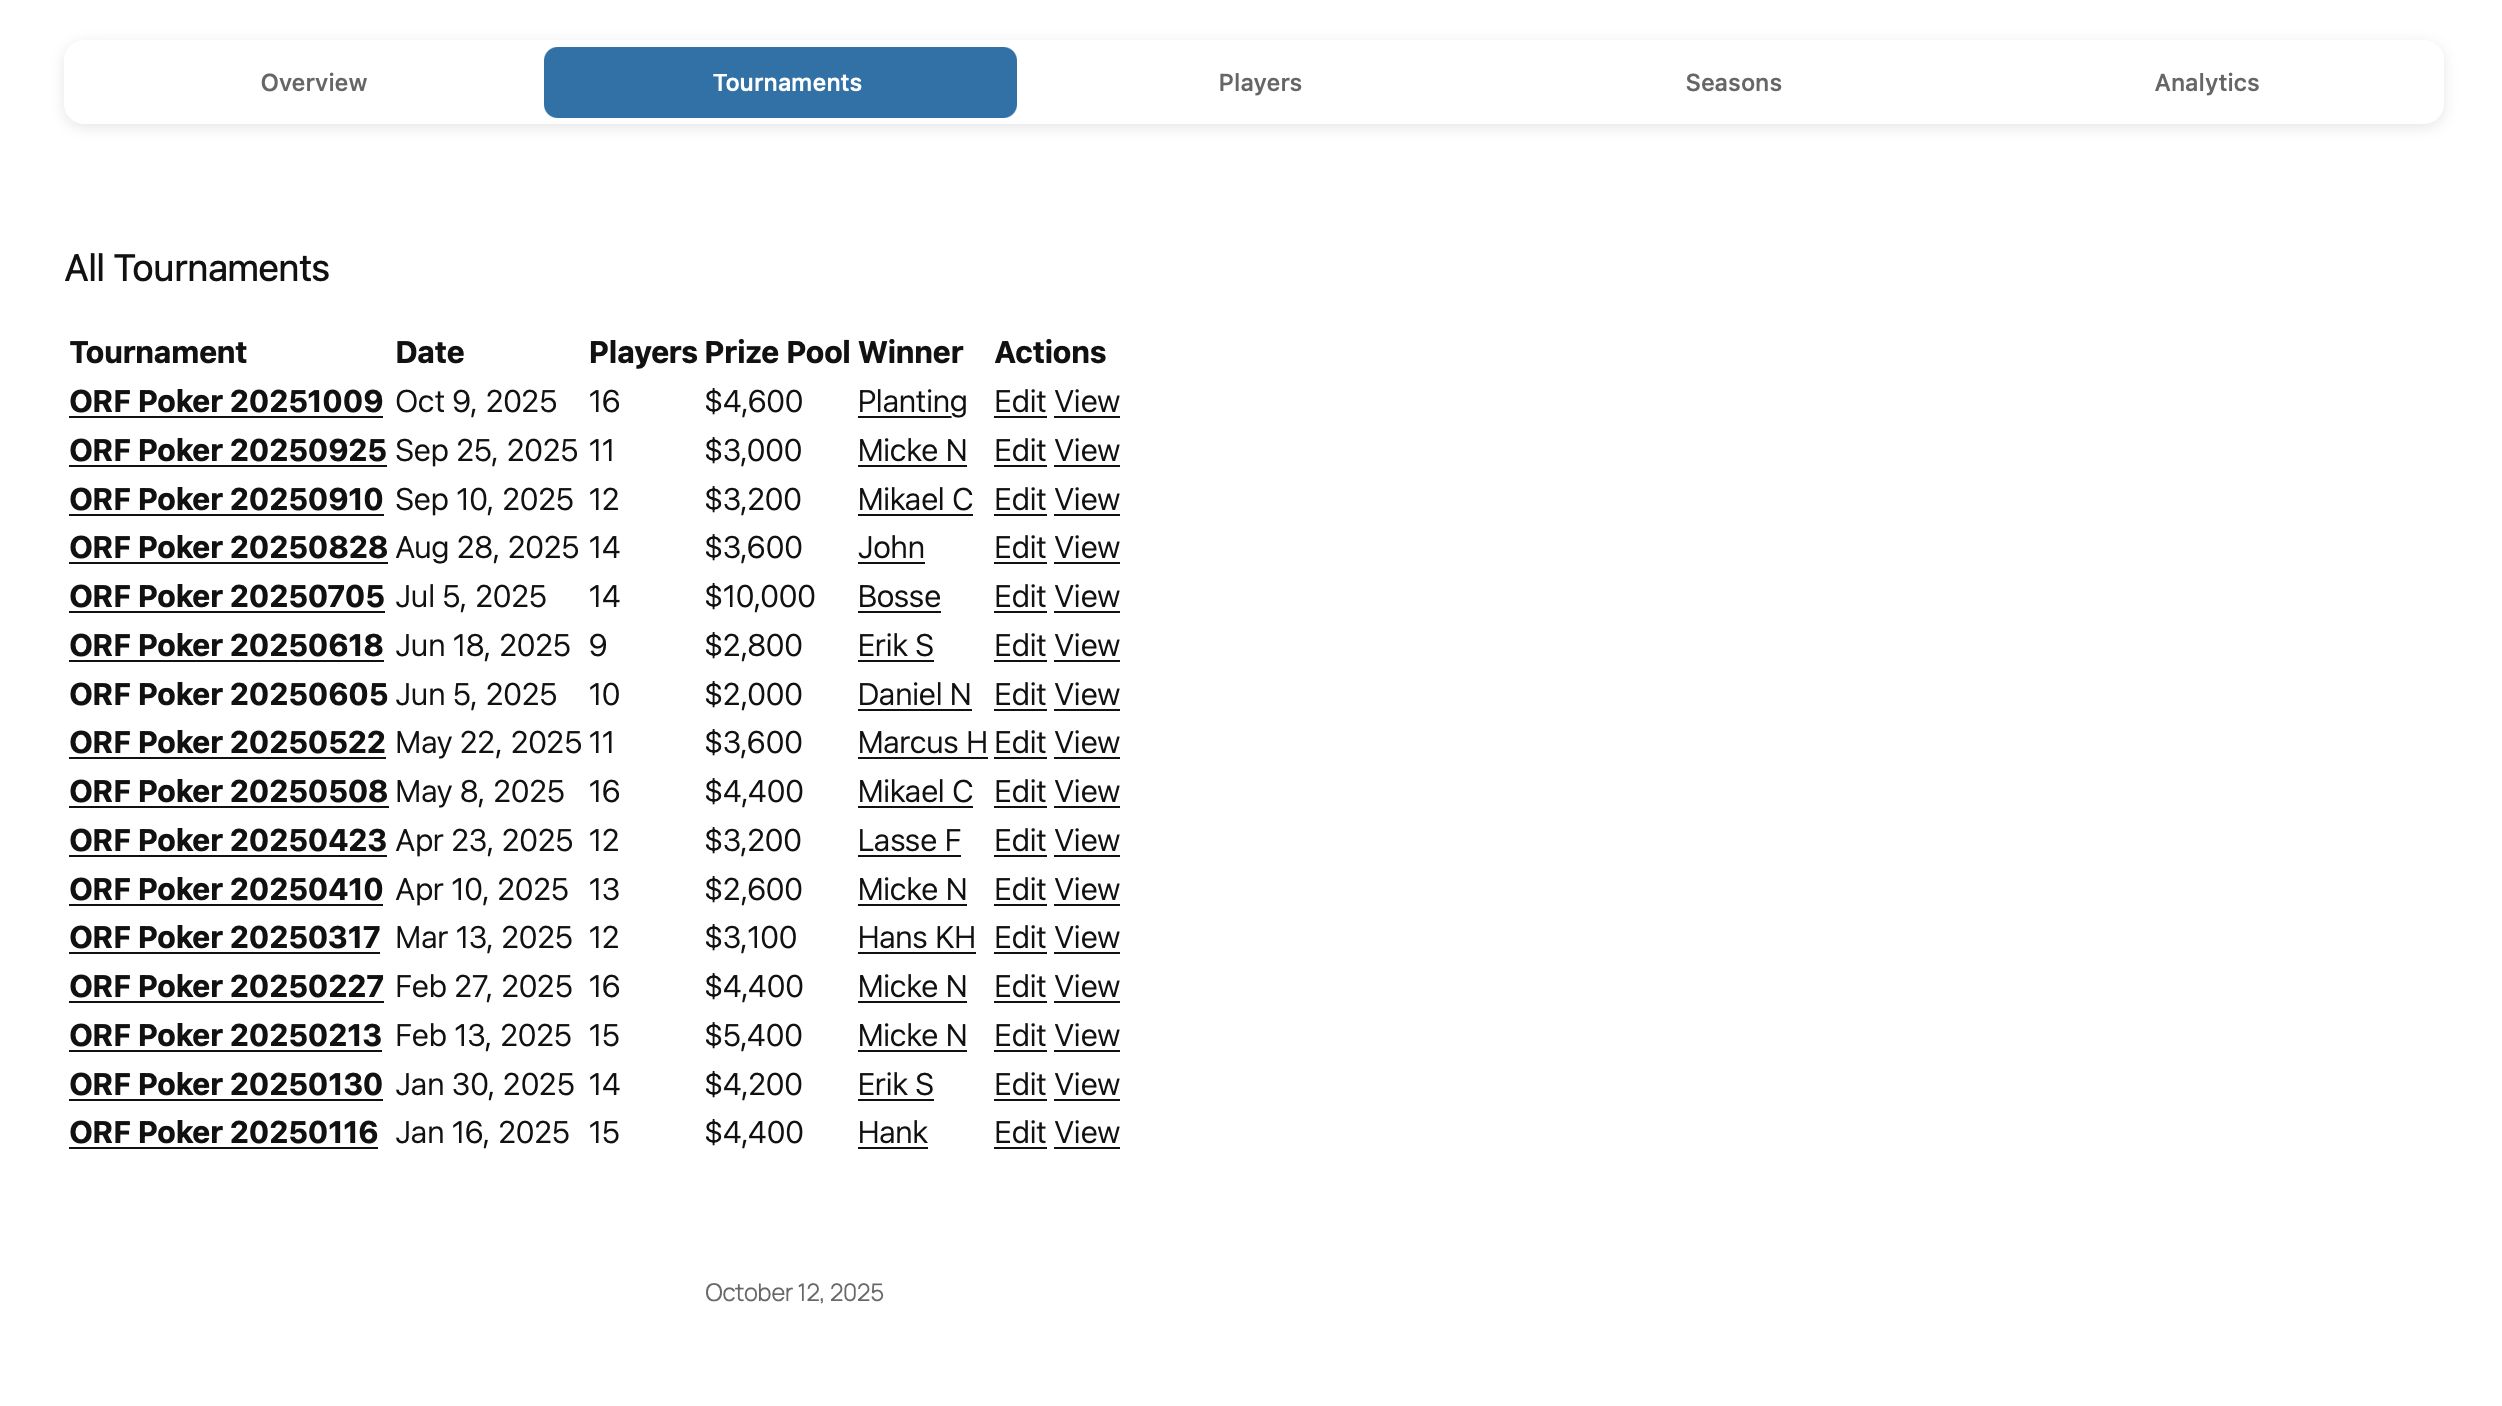 Overview Tournaments Players Seasons Analytics
All Tournaments
Tournament Date Players Prize Pool Winner Actions
ORF Poker 20251009 Oct 9, 2025 16 $4,600 Planting Edit View
ORF Poker 20250925 Sep 25, 2025 11 $3,000 Micke N Edit View
ORF Poker 20250910 Sep 10, 2025 12 $3,200 Mikael C Edit View
ORF Poker 20250828 Aug 28, 2025 14 $3,600 John Edit View
ORF Poker 20250705 Jul 5, 2025 14 $10,000 Bosse Edit View
ORF Poker 20250618 Jun 18, 2025 9 $2,800 Erik S Edit View
ORF Poker 20250605 Jun 5, 2025 10 $2,000 Daniel N Edit View
ORF Poker 20250522 May 22, 2025 11 $3,600 Marcus H Edit View
ORF Poker 20250508 May 8, 2025 16 $4,400 Mikael C Edit View
ORF Poker 20250423 Apr 23, 2025 12 $3,200 Lasse F Edit View
ORF Poker 20250410 Apr 10, 2025 13 $2,600 Micke N Edit View
ORF Poker 20250317 Mar 13, 2025 12 $3,100 Hans KH Edit View
ORF Poker 20250227 Feb 27, 2025 16 $4,400 Micke N Edit View
ORF Poker 20250213 Feb 13, 2025 15 $5,400 Micke N Edit View
ORF Poker 20250130 Jan 30, 2025 14 $4,200 Erik S Edit View
ORF Poker 20250116 Jan 16, 2025 15 $4,400 Hank Edit View
October 12, 2025